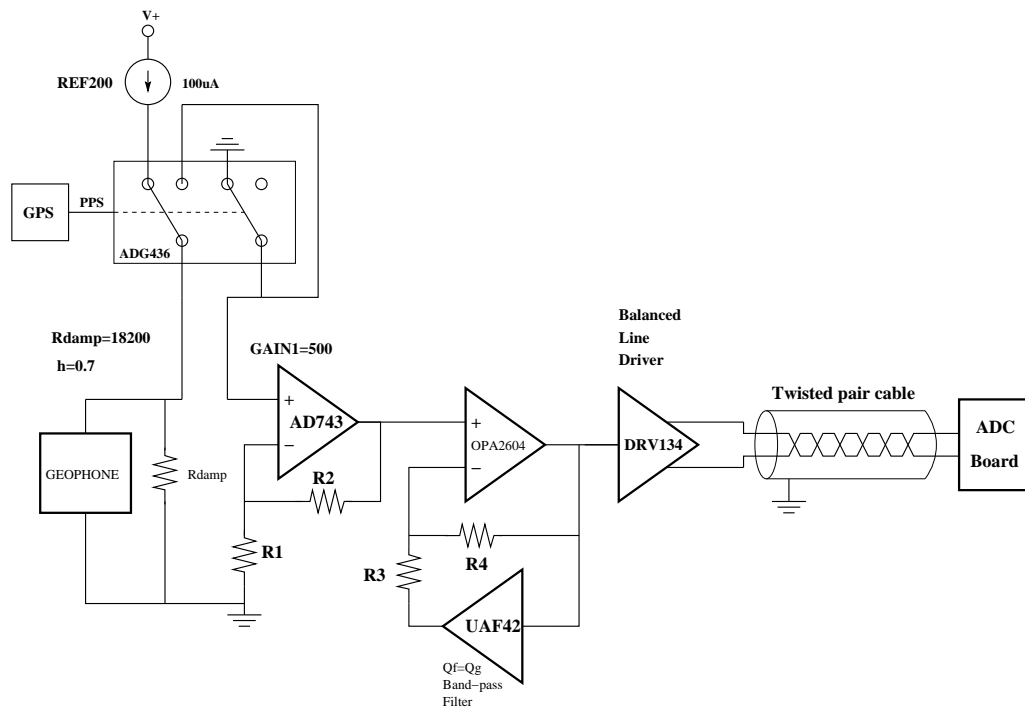 V+
REF200
100uA
GPS
PPS
ADG436
Rdamp=18200
h=0.7
GAIN1=500
Balanced
Line
Driver
Twisted pair cable
+
AD743
−
+
OPA2604
−
DRV134
ADC
Board
GEOPHONE
Rdamp
R2
R1
R4
R3
UAF42
Qf=Qg
Band−pass
Filter